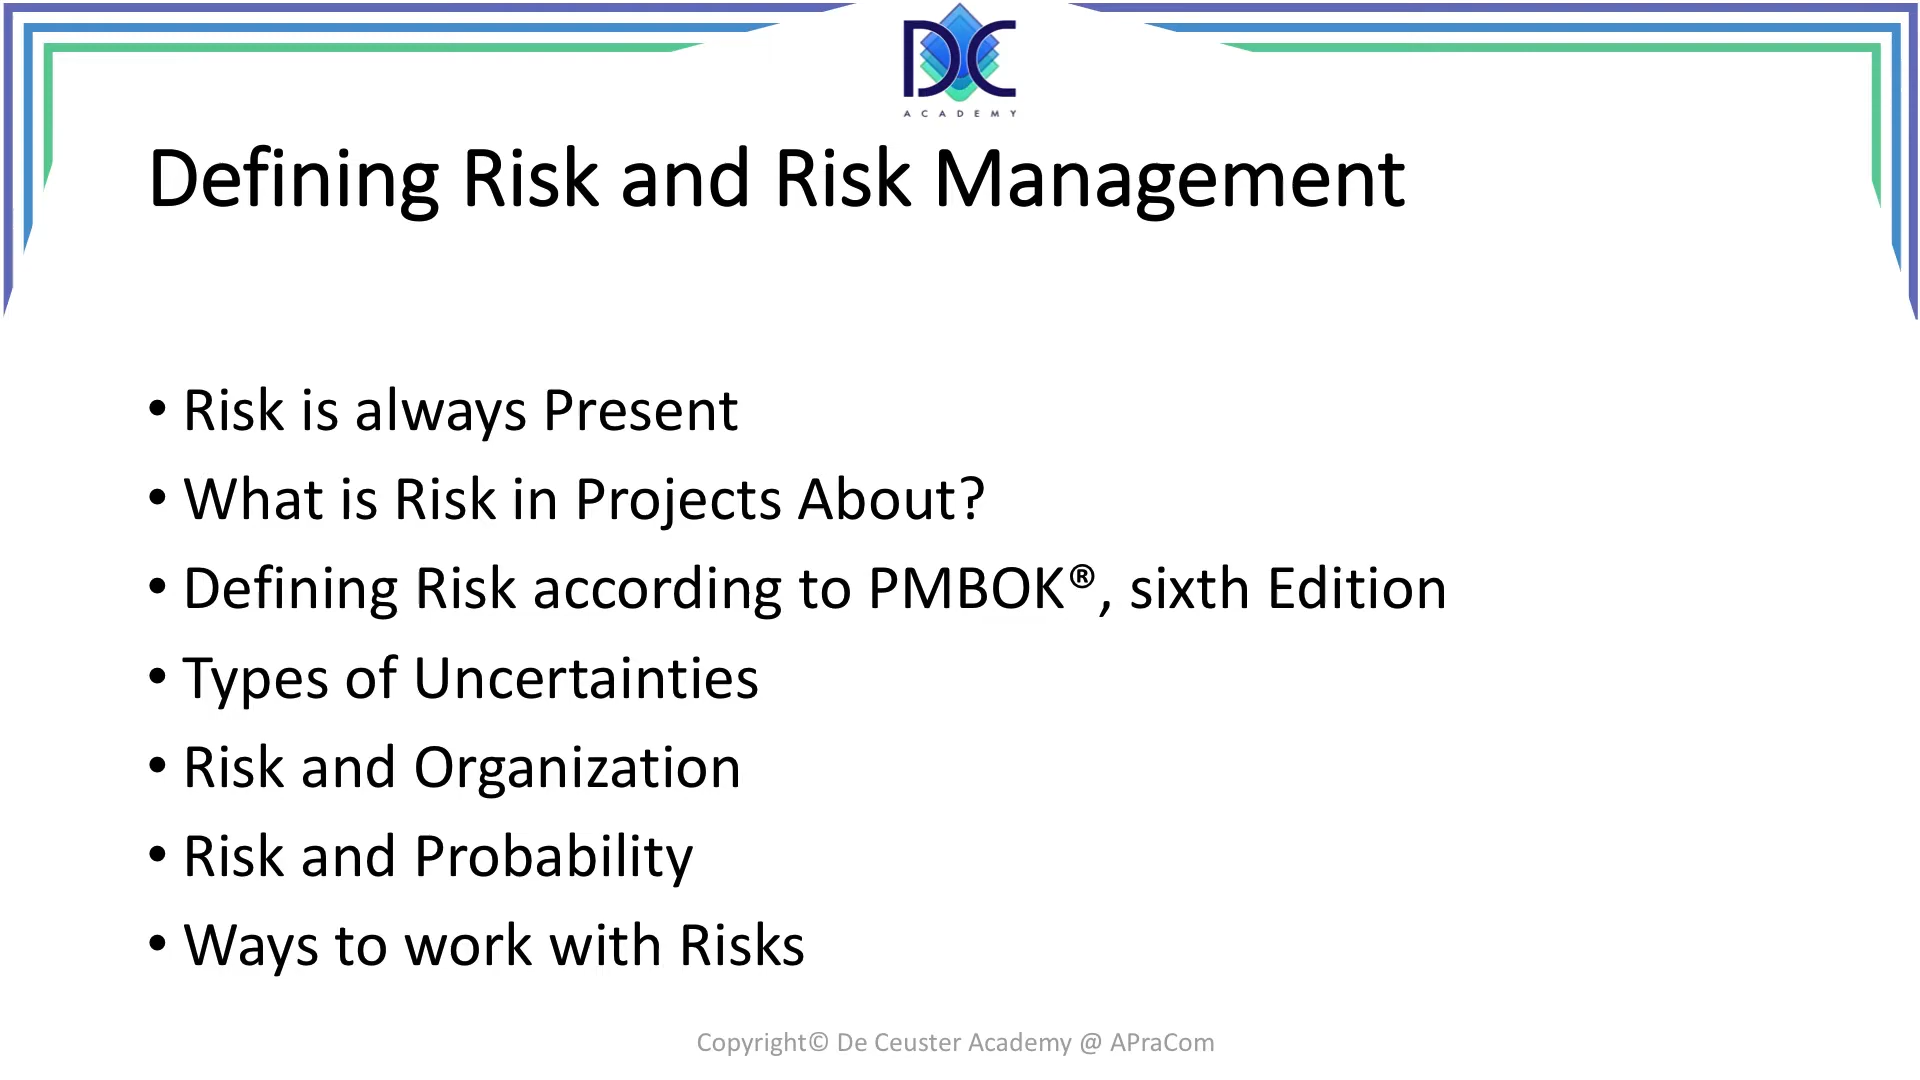 DC
ACADEMY
Defining Risk and Risk Management
• Risk is always Present
• What is Risk in Projects About?
• Defining Risk according to PMBOK®, sixth Edition
• Types of Uncertainties
• Risk and Organization
• Risk and Probability
• Ways to work with Risks
Copyright© De Ceuster Academy @ APraCom